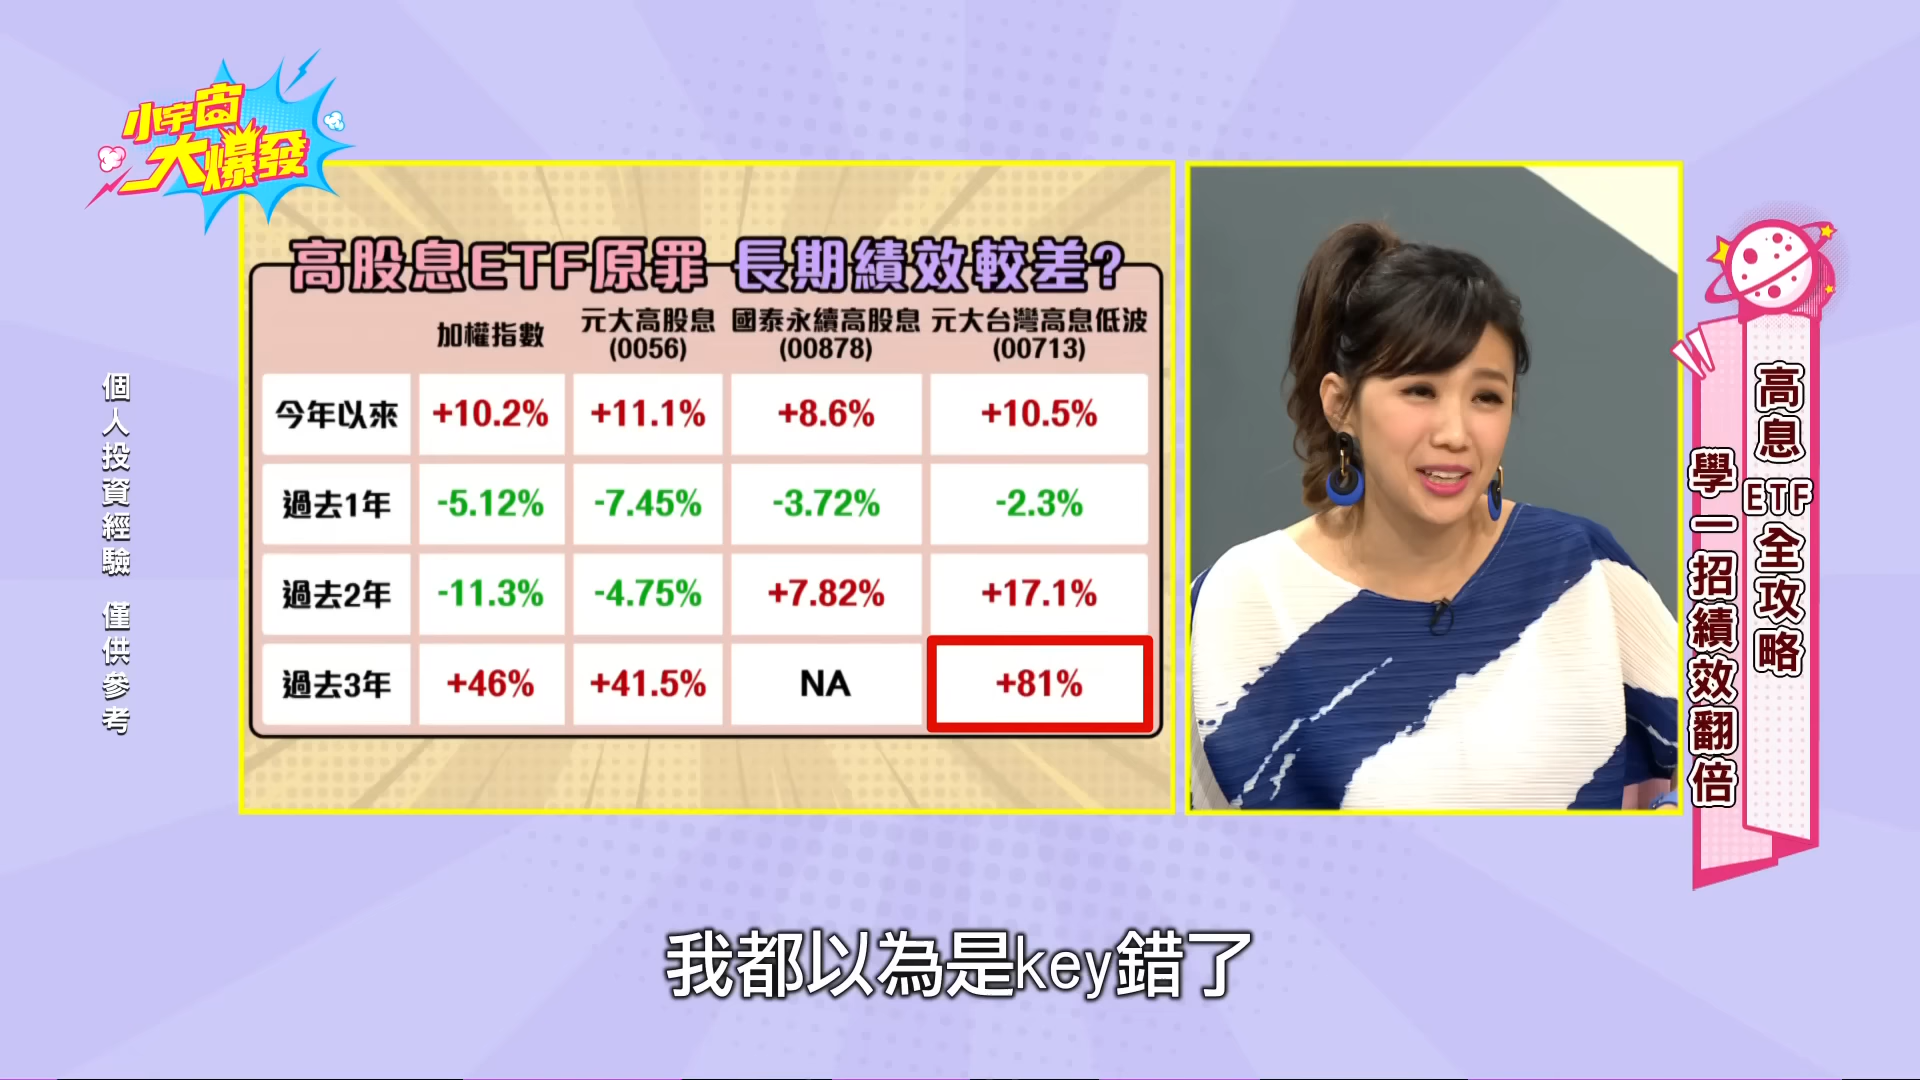 小宇宙
大爆發
個人投資經驗 僅供參考
高股息ETF原罪 長期績效較差?
加權指數 元大高股息(0056) 國泰永續高股息(00878) 元大台灣高息低波(00713)
今年以來 +10.2% +11.1% +8.6% +10.5%
過去1年 -5.12% -7.45% -3.72% -2.3%
過去2年 -11.3% -4.75% +7.82% +17.1%
過去3年 +46% +41.5% NA +81%
高息ETF全攻略
學一招績效翻倍
我都以為是key錯了